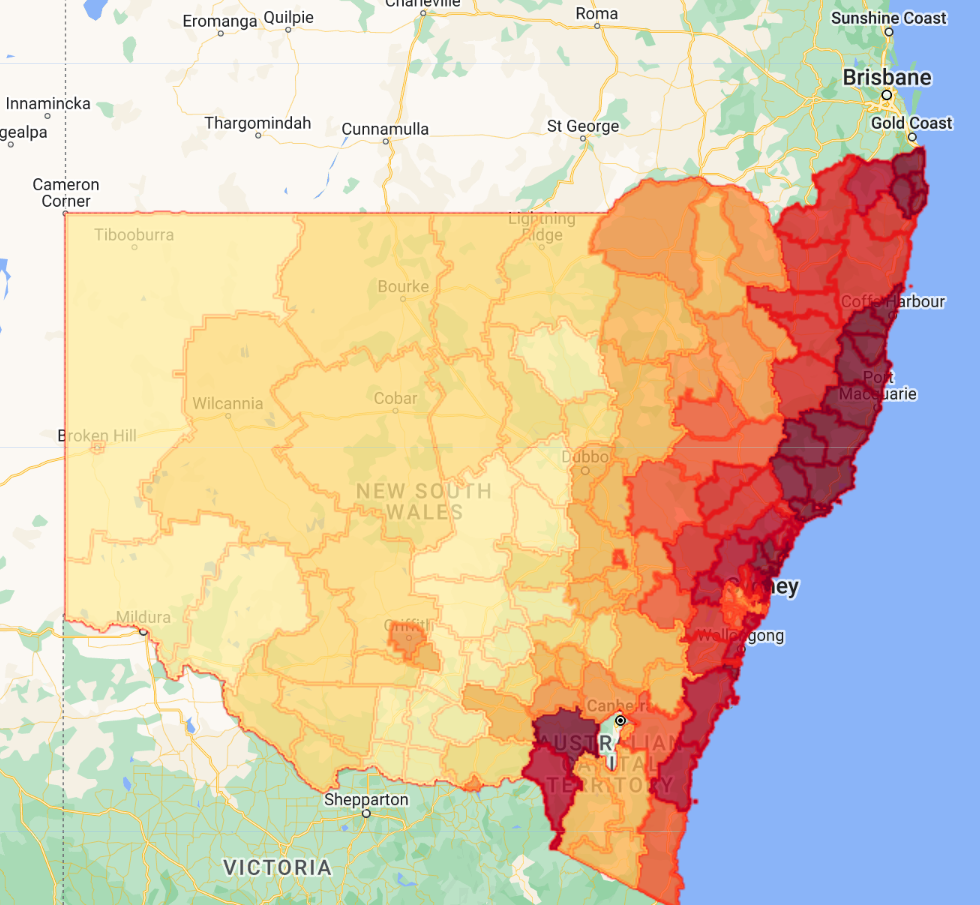 Charleville
Eromanga
Quilpie
Roma
Sunshine Coast
Brisbane
Innamincka
gealpa
Thargomindah
Cunnamulla
St George
Gold Coast
Cameron
Corner
Lightning
Ridge
Tibooburra
Bourke
Coffs Harbour
Port
Macquarie
Wilcannia
Cobar
Broken Hill
Dubbo
NEW SOUTH
WALES
ney
Mildura
Griffith
Wollongong
Canberra
AUSTRALIAN
CAPITAL
TERRITORY
Shepparton
VICTORIA